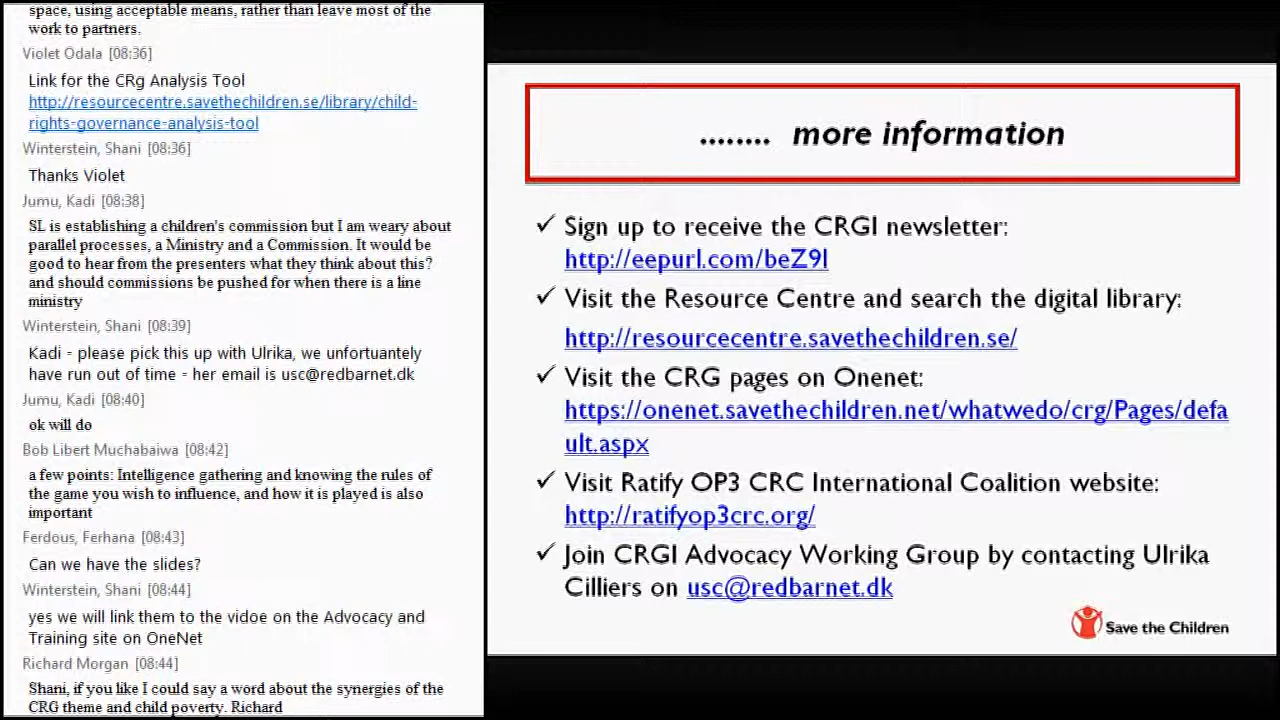 space, using acceptable means, rather than leave most of the
work to partners.
Violet Odala [08:36]
Link for the CRg Analysis Tool
http://resourcecentre.savethechildren.se/library/child-
rights-governance-analysis-tool
Winterstein, Shani [08:36]
Thanks Violet
Jumu, Kadi [08:38]
SL is establishing a children's commission but I am weary about
parallel processes, a Ministry and a Commission. It would be
good to hear from the presenters what they think about this?
and should commissions be pushed for when there is a line
ministry
Winterstein, Shani [08:39]
Kadi - please pick this up with Ulrika, we unfortuantely
have run out of time - her email is usc@redbarnet.dk
Jumu, Kadi [08:40]
ok will do
Bob Libert Muchabaiwa [08:42]
a few points: Intelligence gathering and knowing the rules of
the game you wish to influence, and how it is played is also
important
Ferdous, Ferhana [08:43]
Can we have the slides?
Winterstein, Shani [08:44]
yes we will link them to the vidoe on the Advocacy and
Training site on OneNet
Richard Morgan [08:44]
Shani, if you like I could say a word about the synergies of the
CRG theme and child poverty. Richard
........ more information
✓ Sign up to receive the CRGI newsletter:
http://eepurl.com/beZ9l
✓ Visit the Resource Centre and search the digital library:
http://resourcecentre.savethechildren.se/
✓ Visit the CRG pages on Onenet:
https://onenet.savethechildren.net/whatwedo/crg/Pages/defa
ult.aspx
✓ Visit Ratify OP3 CRC International Coalition website:
http://ratifyop3crc.org/
✓ Join CRGI Advocacy Working Group by contacting Ulrika
Cilliers on usc@redbarnet.dk
Save the Children